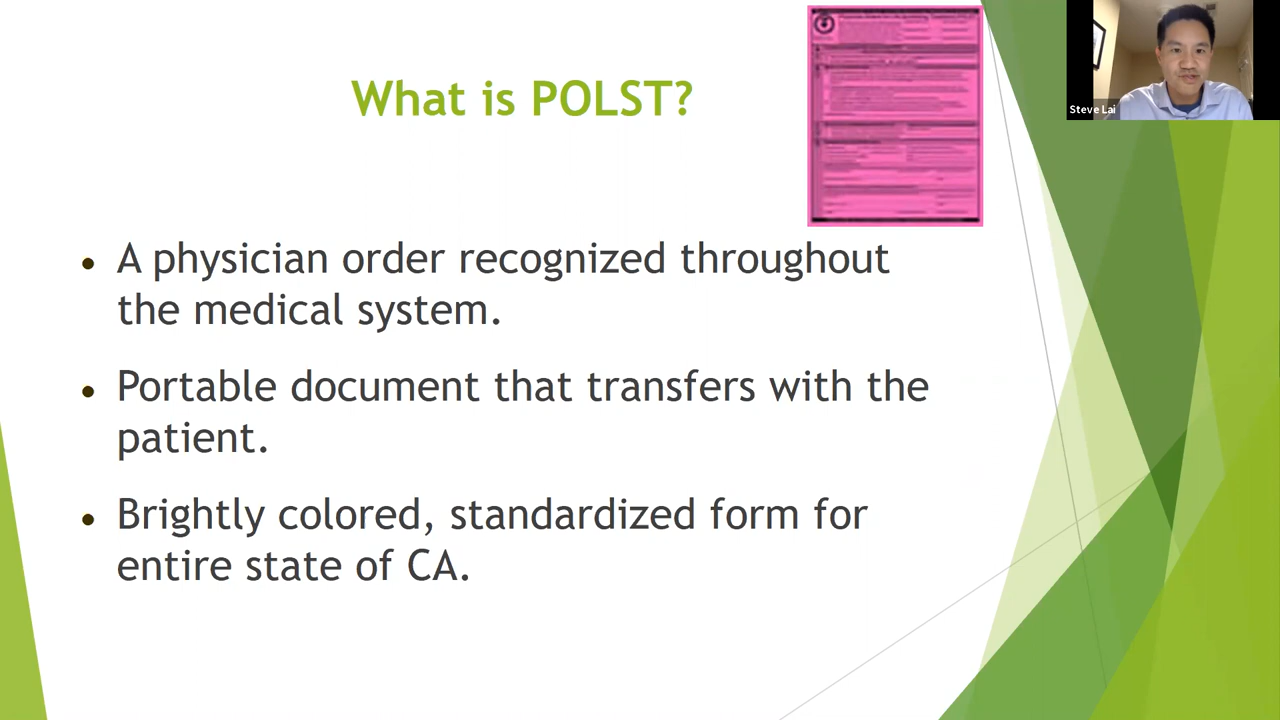 What is POLST?
Steve Lai
• A physician order recognized throughout
the medical system.
• Portable document that transfers with the
patient.
• Brightly colored, standardized form for
entire state of CA.